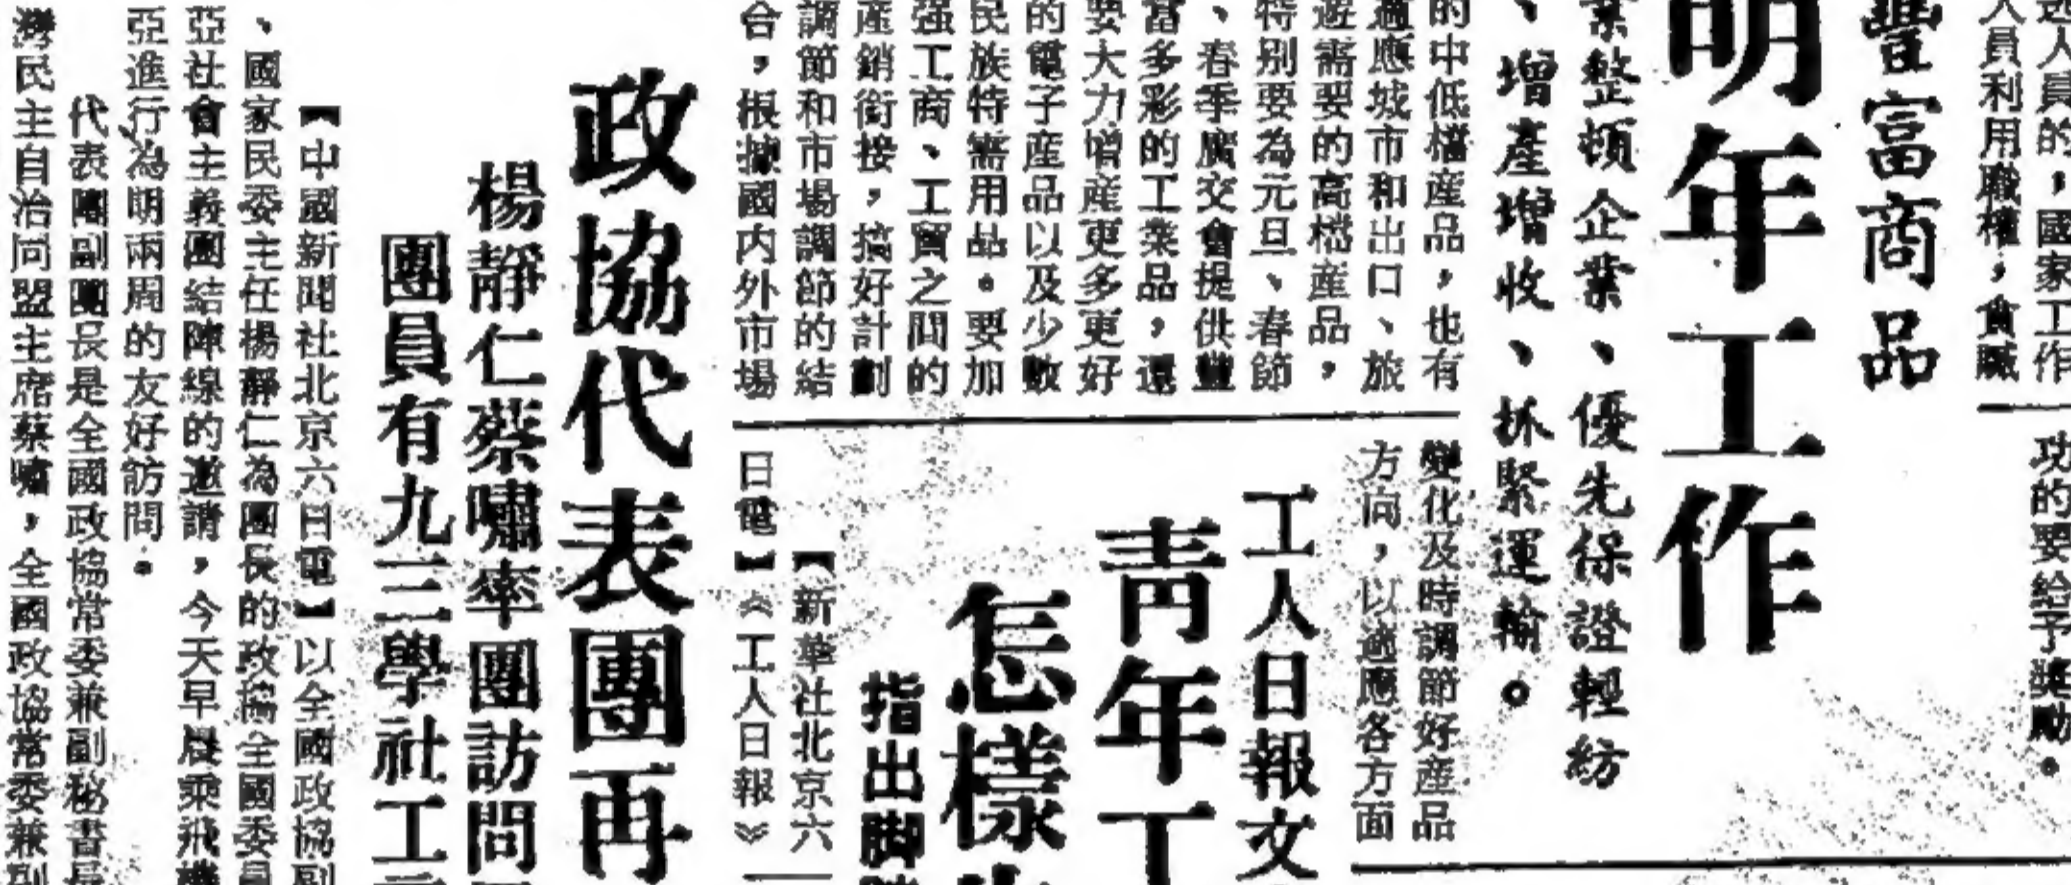 送人員的，國家工作
人員利用職權，貪贓
功的要給予獎勵。
豐富商品
明年工作
業整頓企業、優先保證輕紡
、增產增收、抓緊運輸。
的中低檔產品，也有
適應城市和出口、旅
遊需要的高檔產品，
特别要為元旦、春節
、春季廣交會提供豐
富多彩的工業品，還
要大力增產更多更好
的電子産品以及少數
民族特需用品。要加
强工商、工貿之間的
產銷銜接，搞好計劃
調節和市場調節的結
合，根據國内外市場
變化及時調節好産品
方向，以適應各方面
工人日報文
青年工
怎樣
指出脚
【新華社北京六
日電】《工人日報》
政協代表團再
楊靜仁蔡嘯率團訪問
團員有九三學社工
【中國新聞社北京六日電】以全國政協副
、國家民委主任楊靜仁為團長的政協全國委員
亞社會主義團結陣線的邀請，今天早晨乘飛機
亞進行為期兩周的友好訪問。
代表團副團長是全國政協常委兼副秘書長
灣民主自治同盟主席蔡嘯，全國政協常委兼副